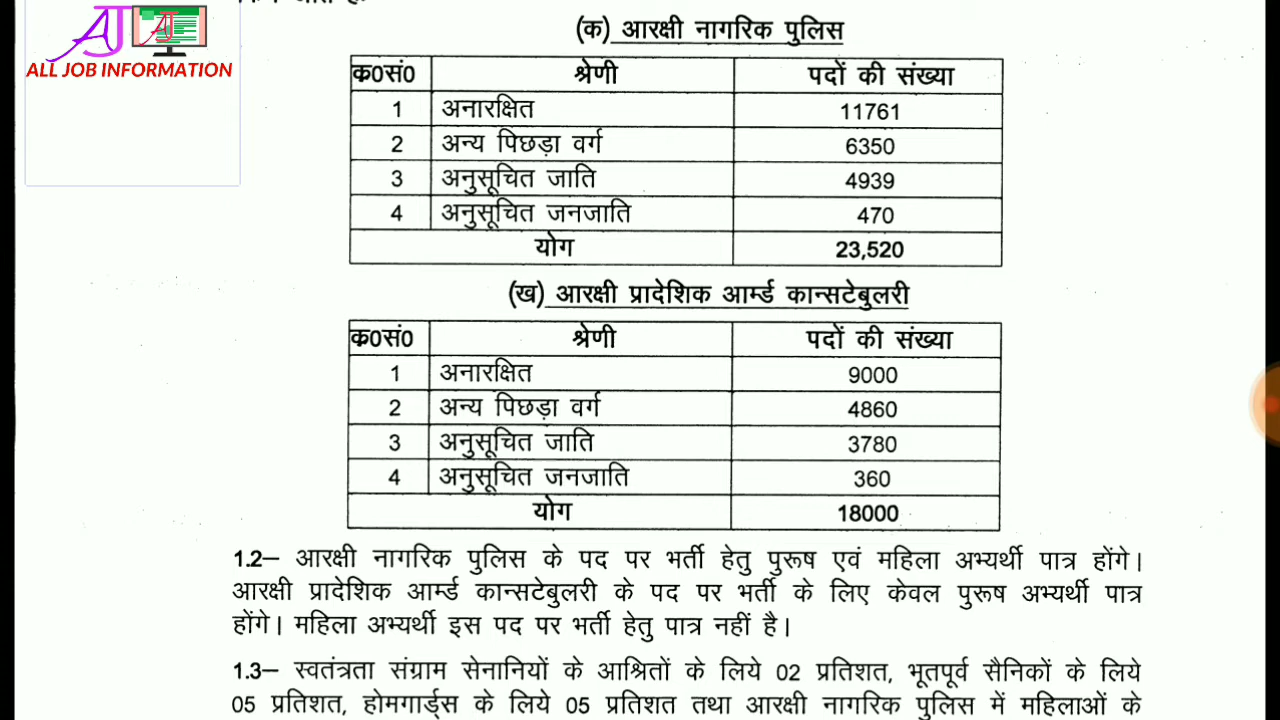 AJ
ALL JOB INFORMATION
(क) आरक्षी नागरिक पुलिस
क0सं0 श्रेणी पदों की संख्या
1 अनारक्षित 11761
2 अन्य पिछड़ा वर्ग 6350
3 अनुसूचित जाति 4939
4 अनुसूचित जनजाति 470
योग 23,520
(ख) आरक्षी प्रादेशिक आर्म्ड कान्सटेबुलरी
क0सं0 श्रेणी पदों की संख्या
1 अनारक्षित 9000
2 अन्य पिछड़ा वर्ग 4860
3 अनुसूचित जाति 3780
4 अनुसूचित जनजाति 360
योग 18000
1.2– आरक्षी नागरिक पुलिस के पद पर भर्ती हेतु पुरूष एवं महिला अभ्यर्थी पात्र होंगे।
आरक्षी प्रादेशिक आर्म्ड कान्सटेबुलरी के पद पर भर्ती के लिए केवल पुरूष अभ्यर्थी पात्र
होंगे। महिला अभ्यर्थी इस पद पर भर्ती हेतु पात्र नहीं है।
1.3– स्वतंत्रता संग्राम सेनानियों के आश्रितों के लिये 02 प्रतिशत, भूतपूर्व सैनिकों के लिये
05 प्रतिशत, होमगार्ड्स के लिये 05 प्रतिशत तथा आरक्षी नागरिक पुलिस में महिलाओं के